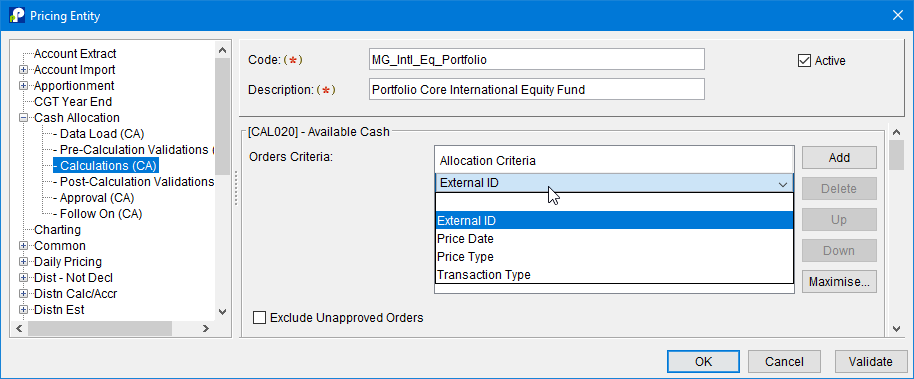 Pricing Entity
Account Extract
Account Import
Apportionment
CGT Year End
Cash Allocation
- Data Load (CA)
- Pre-Calculation Validations (
- Calculations (CA)
- Post-Calculation Validations
- Approval (CA)
- Follow On (CA)
Charting
Common
Daily Pricing
Dist - Not Decl
Distn Calc/Accr
Distn Est
Code: (*) MG_Intl_Eq_Portfolio
Active
Description: (*) Portfolio Core International Equity Fund
[CAL020] - Available Cash
Orders Criteria:
Allocation Criteria
External ID
External ID
Price Date
Price Type
Transaction Type
Add
Delete
Up
Down
Maximise...
Exclude Unapproved Orders
OK
Cancel
Validate